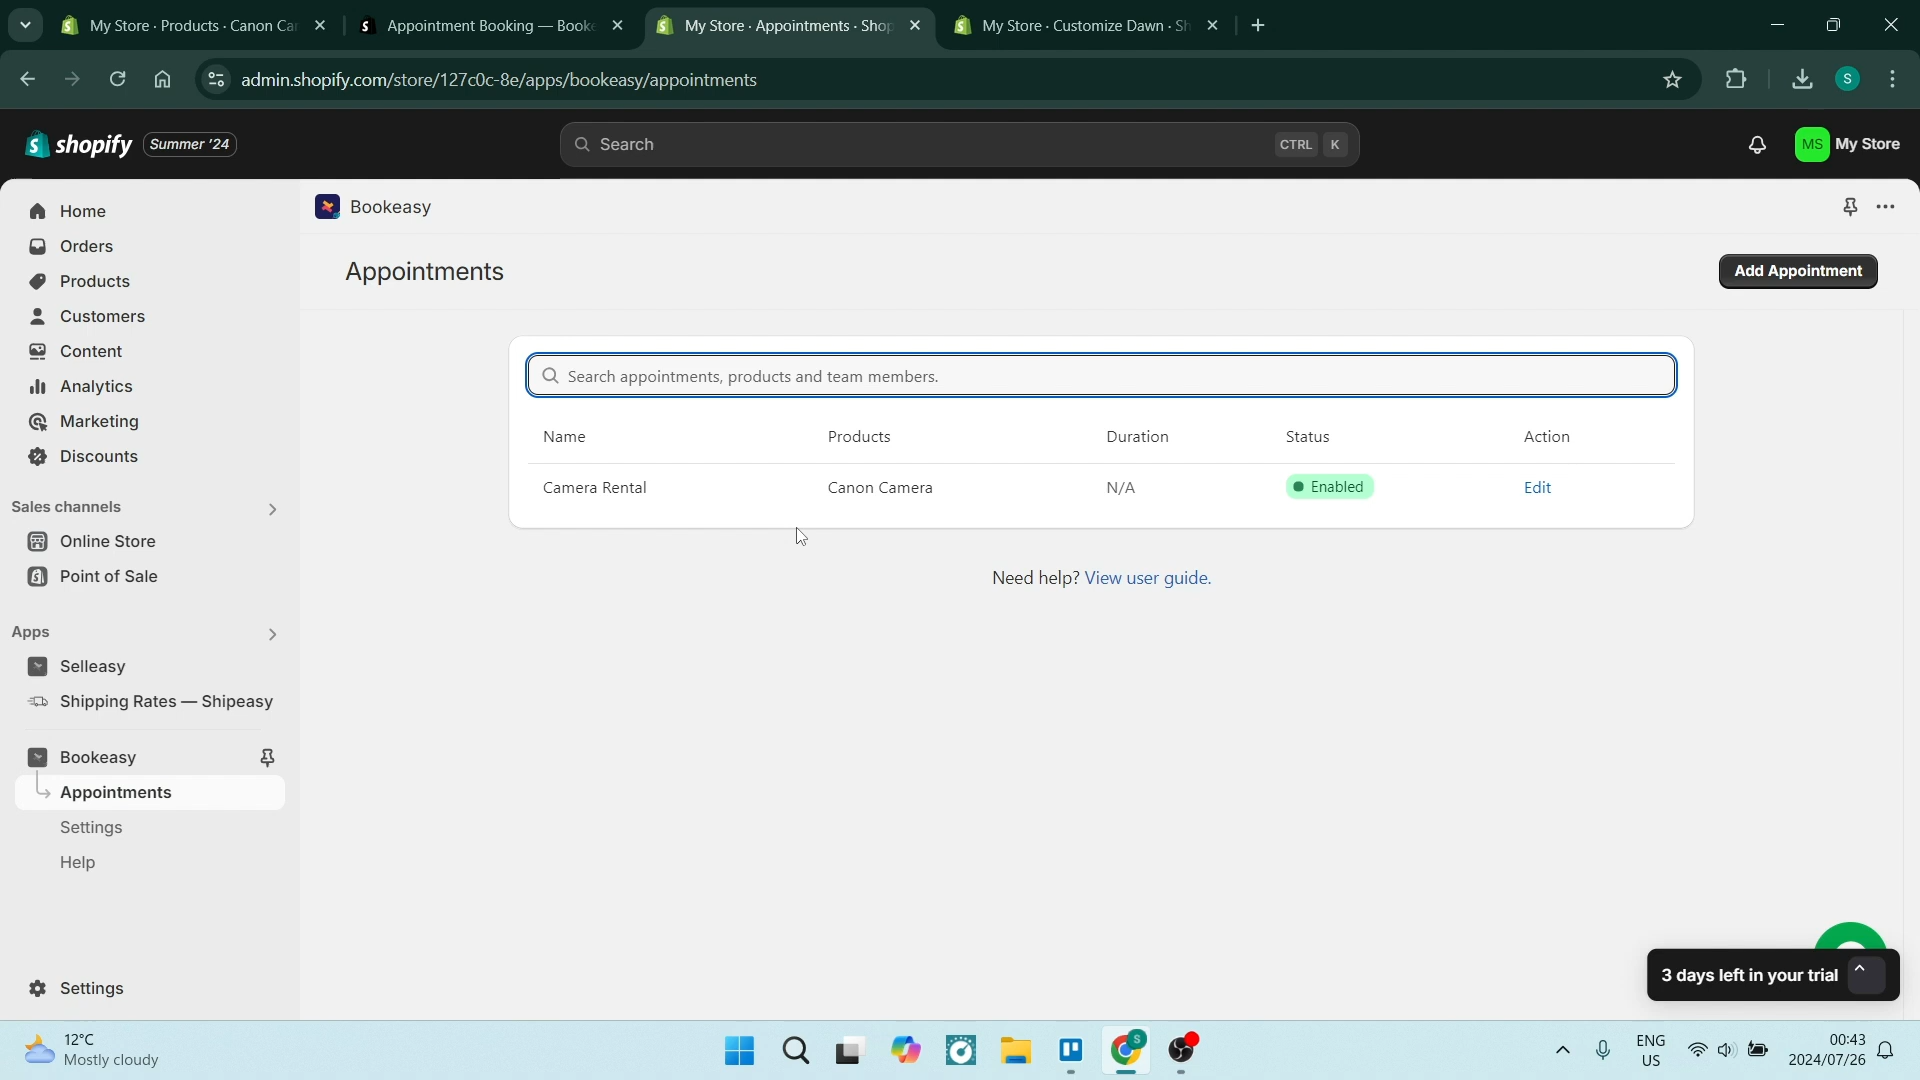 My Store · Products · Canon Ca
Appointment Booking — Book
My Store · Appointments · Shop
My Store · Customize Dawn · Sh
admin.shopify.com/store/127c0c-8e/apps/bookeasy/appointments
S
shopify
Summer '24
Search
CTRL
K
MS
My Store
Home
Orders
Products
Customers
Content
Analytics
Marketing
Discounts
Sales channels
Online Store
Point of Sale
Apps
Selleasy
Shipping Rates — Shipeasy
Bookeasy
Appointments
Settings
Help
Settings
Bookeasy
Appointments
Add Appointment
Search appointments, products and team members.
Name Products Duration Status Action
Camera Rental Canon Camera N/A Enabled Edit
Need help? View user guide.
3 days left in your trial
12°C
Mostly cloudy
S
ENG
US
00:43
2024/07/26